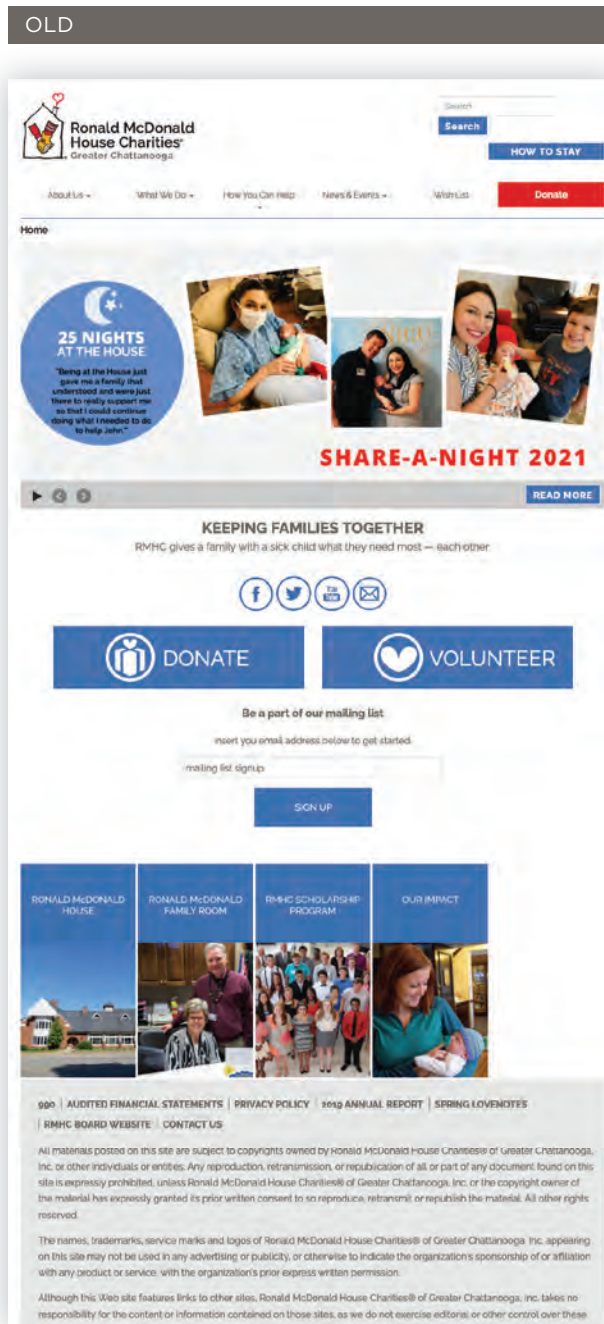 OLD
Ronald McDonald
House Charities®
Greater Chattanooga
Search
Search
HOW TO STAY
About Us
What We Do
How You Can Help
News & Events
Wish List
Donate
Home
25 NIGHTS
AT THE HOUSE
"Being at the House just
gave me a family that
understood and were just
there to really support me
so that I could continue
doing what I needed to do
to help John."
NICU
SHARE-A-NIGHT 2021
READ MORE
KEEPING FAMILIES TOGETHER
RMHC gives a family with a sick child what they need most — each other
You
Tube
DONATE
VOLUNTEER
Be a part of our mailing list
insert you email address below to get started.
mailing list signup
SIGN UP
RONALD McDONALD
HOUSE
RONALD McDONALD
FAMILY ROOM
RMHC SCHOLARSHIP
PROGRAM
OUR IMPACT
990 | AUDITED FINANCIAL STATEMENTS | PRIVACY POLICY | 2019 ANNUAL REPORT | SPRING LOVENOTES
| RMHC BOARD WEBSITE | CONTACT US
All materials posted on this site are subject to copyrights owned by Ronald McDonald House Charities® of Greater Chattanooga,
Inc. or other individuals or entities. Any reproduction, retransmission, or republication of all or part of any document found on this
site is expressly prohibited, unless Ronald McDonald House Charities® of Greater Chattanooga, Inc. or the copyright owner of
the material has expressly granted its prior written consent to so reproduce, retransmit or republish the material. All other rights
reserved.
The names, trademarks, service marks and logos of Ronald McDonald House Charities® of Greater Chattanooga, Inc. appearing
on this site may not be used in any advertising or publicity, or otherwise to indicate the organization's sponsorship of or affiliation
with any product or service, with the organization's prior express written permission.
Although this Web site features links to other sites, Ronald McDonald House Charities® of Greater Chattanooga, Inc. takes no
responsibility for the content or information contained on those sites, as we do not exercise editorial or other control over these